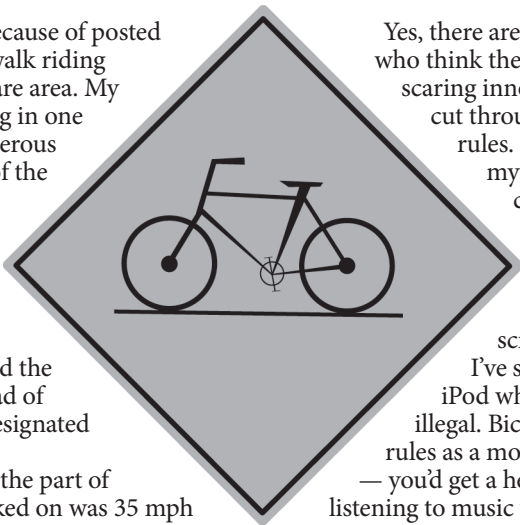 ecause of posted
walk riding
are area. My
g in one
erous
of the
d the
ad of
esignated
the part of
ked on was 35 mph
Yes, there are
who think the
scaring inno
cut throu
rules.
my
c
scr
I've s
iPod wh
illegal. Bic
rules as a mo
— you'd get a he
listening to music